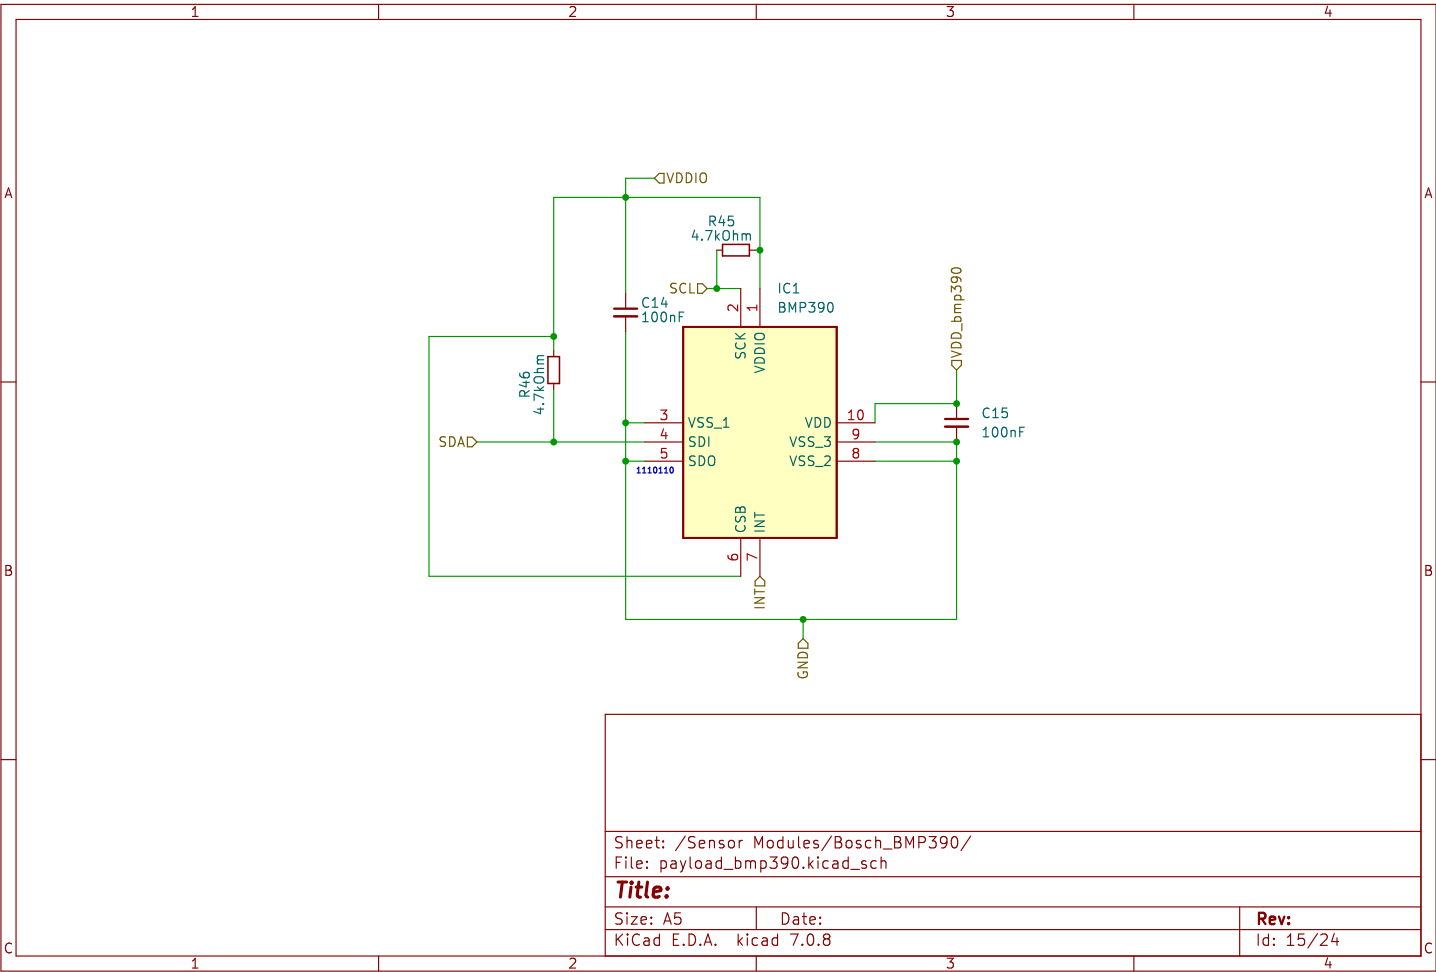 1 2 3 4
A A
VDDIO
R45
4.7kOhm
SCL
IC1
BMP390
C14
100nF
2 1
SCK VDDIO
VDD_bmp390
R46
4.7kOhm
3 VSS_1
SDA
4 SDI
5 SDO
1110110
VDD 10
VSS_3 9
VSS_2 8
C15
100nF
CSB INT
6 7
INT
GND
B B
Sheet: /Sensor Modules/Bosch_BMP390/
File: payload_bmp390.kicad_sch
Title:
Size: A5 Date: Rev:
KiCad E.D.A. kicad 7.0.8 Id: 15/24
C C
1 2 3 4